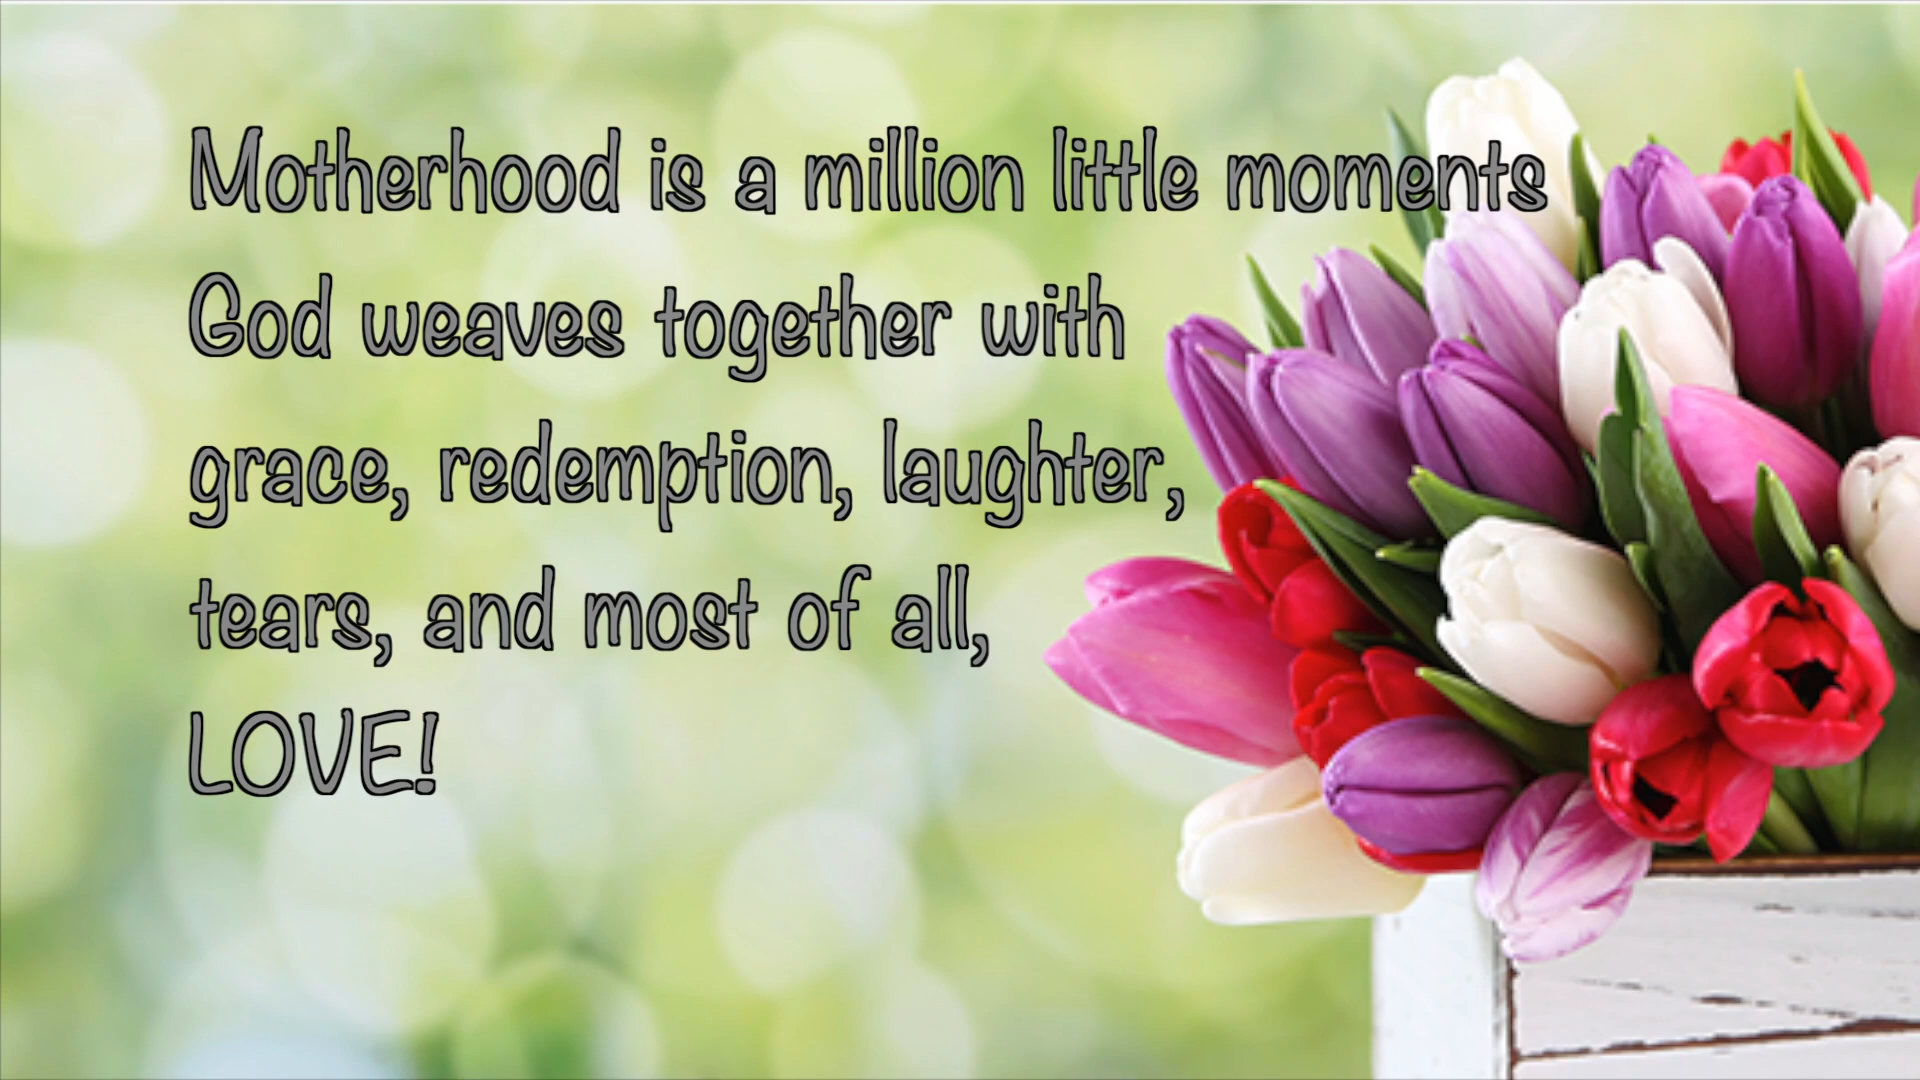 Motherhood is a million little moments
God weaves together with
grace, redemption, laughter,
tears, and most of all,
LOVE!